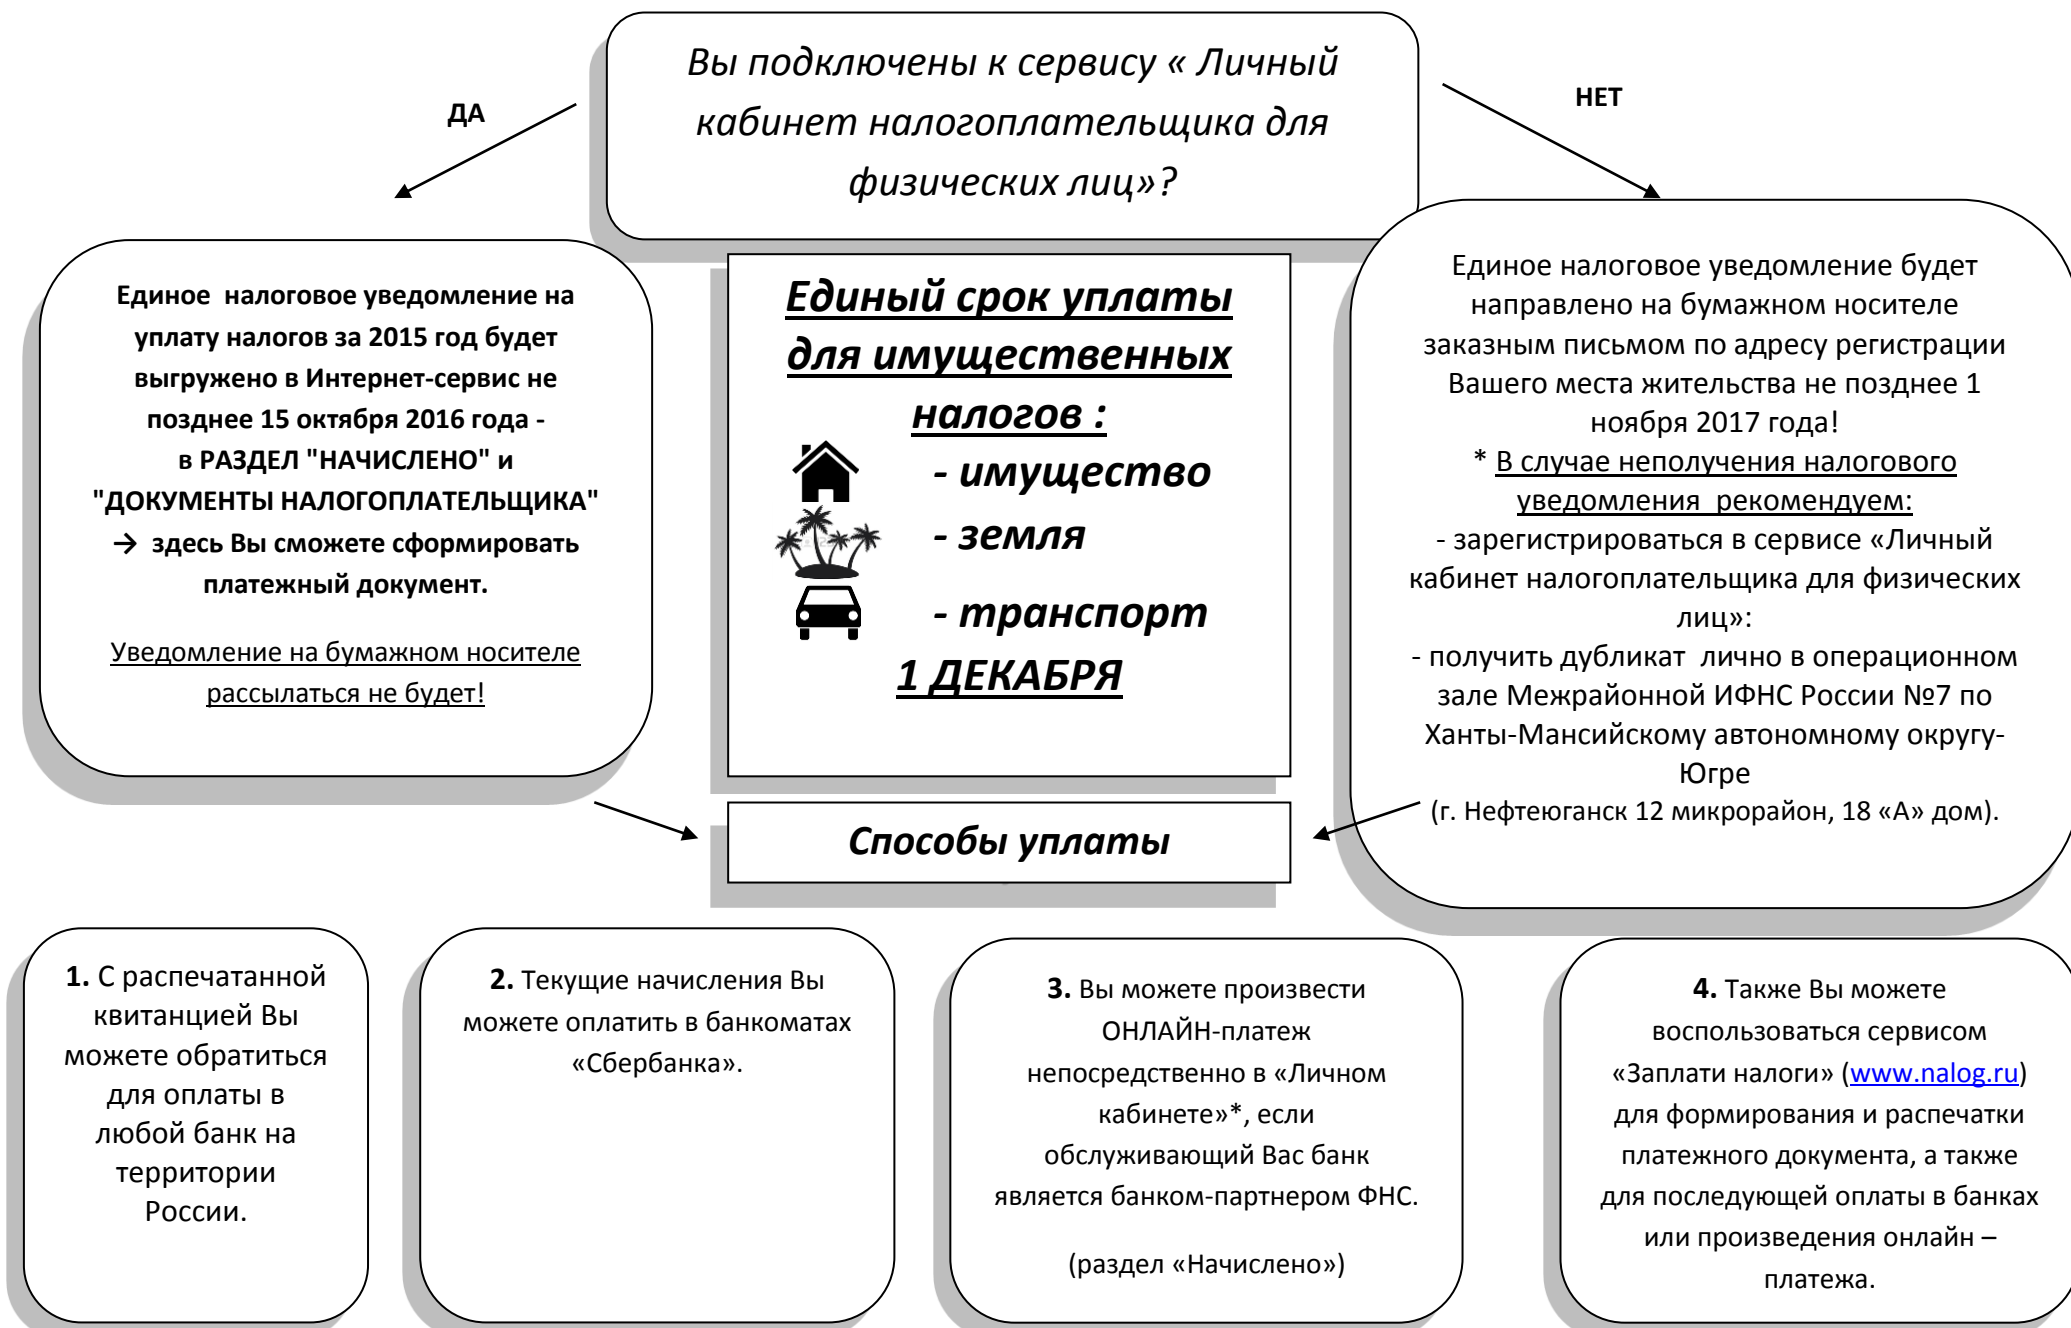 Вы подключены к сервису « Личный
кабинет налогоплательщика для
физических лиц»?
ДА
НЕТ
Единое налоговое уведомление на
уплату налогов за 2015 год будет
выгружено в Интернет-сервис не
позднее 15 октября 2016 года -
в РАЗДЕЛ "НАЧИСЛЕНО" и
"ДОКУМЕНТЫ НАЛОГОПЛАТЕЛЬЩИКА"
→ здесь Вы сможете сформировать
платежный документ.
Уведомление на бумажном носителе
рассылаться не будет!
Единый срок уплаты
для имущественных
налогов :
- имущество
- земля
- транспорт
1 ДЕКАБРЯ
Единое налоговое уведомление будет
направлено на бумажном носителе
заказным письмом по адресу регистрации
Вашего места жительства не позднее 1
ноября 2017 года!
* В случае неполучения налогового
уведомления рекомендуем:
- зарегистрироваться в сервисе «Личный
кабинет налогоплательщика для физических
лиц»:
- получить дубликат лично в операционном
зале Межрайонной ИФНС России №7 по
Ханты-Мансийскому автономному округу-
Югре
(г. Нефтеюганск 12 микрорайон, 18 «А» дом).
Способы уплаты
1. С распечатанной
квитанцией Вы
можете обратиться
для оплаты в
любой банк на
территории
России.
2. Текущие начисления Вы
можете оплатить в банкоматах
«Сбербанка».
3. Вы можете произвести
ОНЛАЙН-платеж
непосредственно в «Личном
кабинете»*, если
обслуживающий Вас банк
является банком-партнером ФНС.
(раздел «Начислено»)
4. Также Вы можете
воспользоваться сервисом
«Заплати налоги» (www.nalog.ru)
для формирования и распечатки
платежного документа, а также
для последующей оплаты в банках
или произведения онлайн –
платежа.